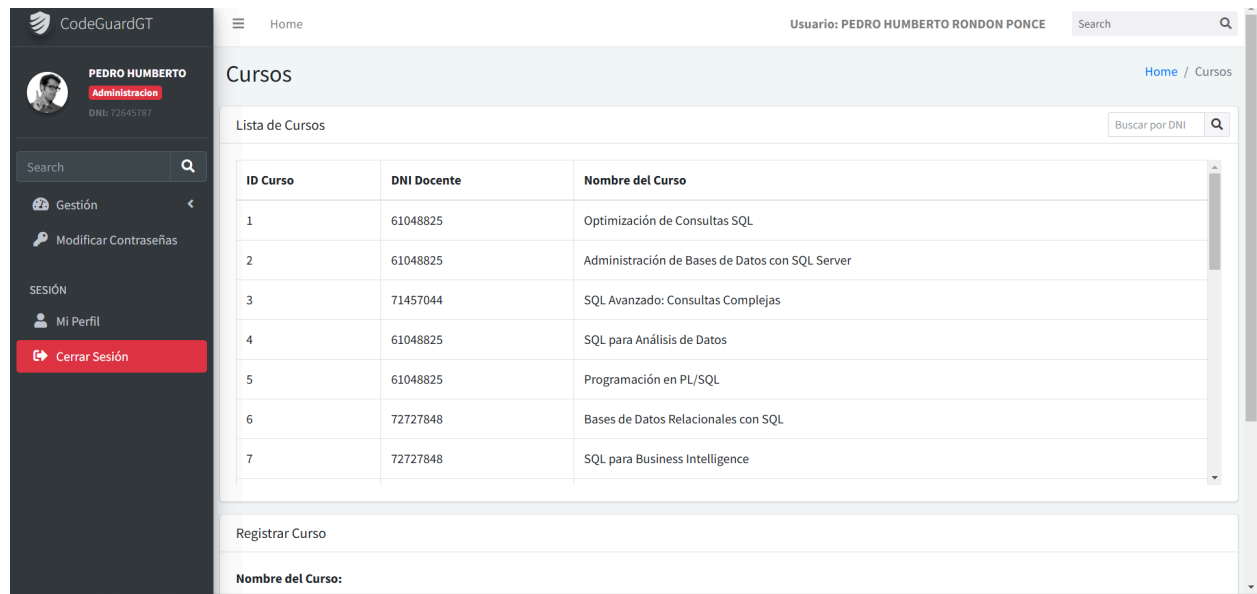 CodeGuardGT
Home
Usuario: PEDRO HUMBERTO RONDON PONCE
Search
PEDRO HUMBERTO
Administracion
DNI: 72645787
Search
Gestión
Modificar Contraseñas
SESIÓN
Mi Perfil
Cerrar Sesión
Cursos
Home / Cursos
Lista de Cursos
Buscar por DNI
ID Curso DNI Docente Nombre del Curso
1 61048825 Optimización de Consultas SQL
2 61048825 Administración de Bases de Datos con SQL Server
3 71457044 SQL Avanzado: Consultas Complejas
4 61048825 SQL para Análisis de Datos
5 61048825 Programación en PL/SQL
6 72727848 Bases de Datos Relacionales con SQL
7 72727848 SQL para Business Intelligence
Registrar Curso
Nombre del Curso: